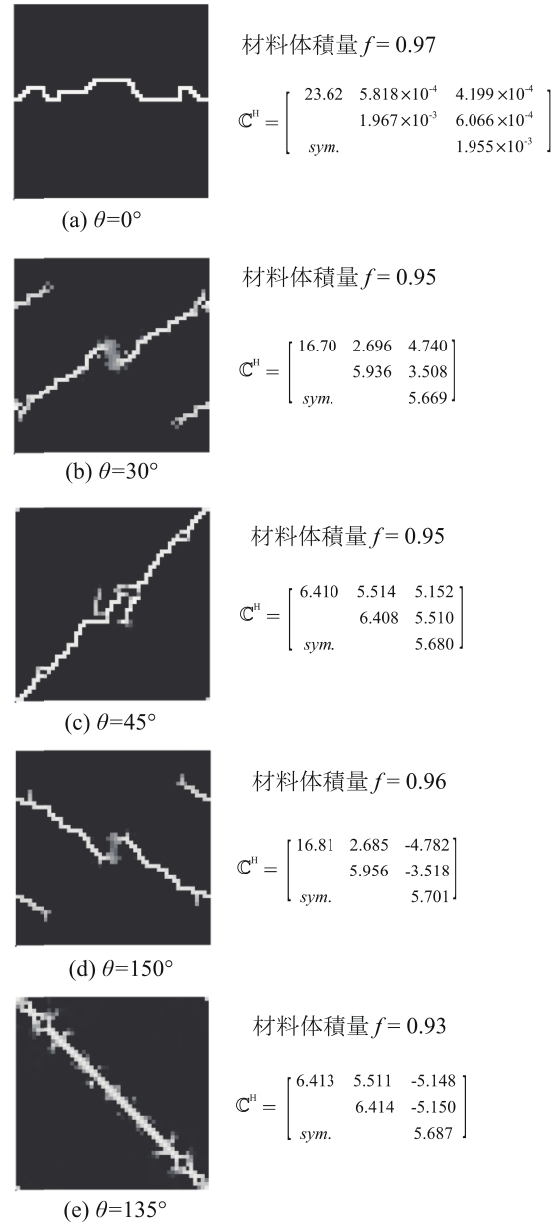 材料体積量 f = 0.97
ℂᴴ = [ 23.62 5.818×10⁻⁴ 4.199×10⁻⁴
1.967×10⁻³ 6.066×10⁻⁴
sym. 1.955×10⁻³ ]
(a) θ=0°
材料体積量 f = 0.95
ℂᴴ = [ 16.70 2.696 4.740
5.936 3.508
sym. 5.669 ]
(b) θ=30°
材料体積量 f = 0.95
ℂᴴ = [ 6.410 5.514 5.152
6.408 5.510
sym. 5.680 ]
(c) θ=45°
材料体積量 f = 0.96
ℂᴴ = [ 16.81 2.685 -4.782
5.956 -3.518
sym. 5.701 ]
(d) θ=150°
材料体積量 f = 0.93
ℂᴴ = [ 6.413 5.511 -5.148
6.414 -5.150
sym. 5.687 ]
(e) θ=135°